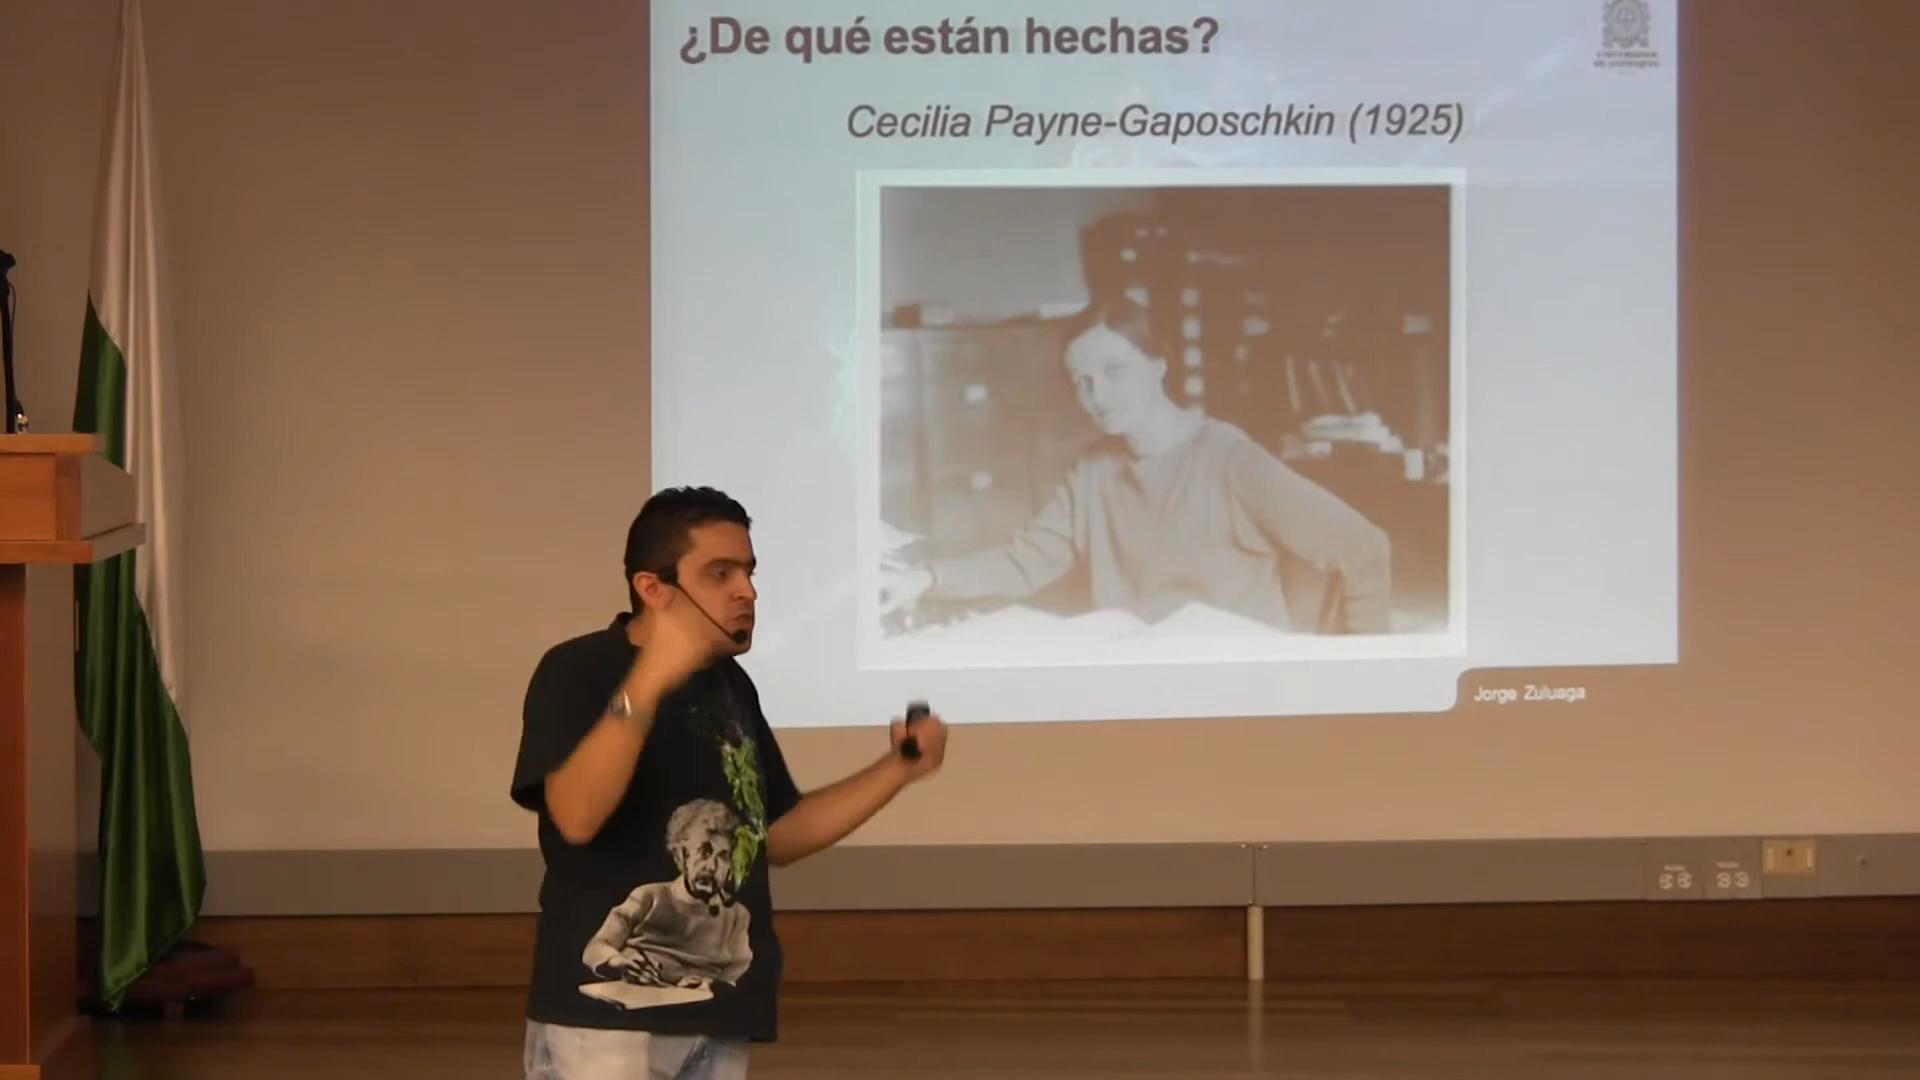 ¿De qué están hechas?
Cecilia Payne-Gaposchkin (1925)
Jorge Zuluaga